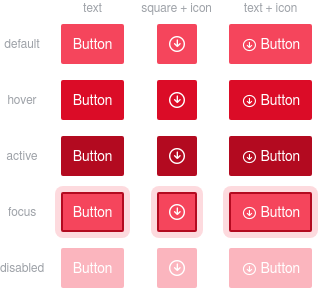 text square + icon text + icon
default Button Button
hover Button Button
active Button Button
focus Button Button
disabled Button Button